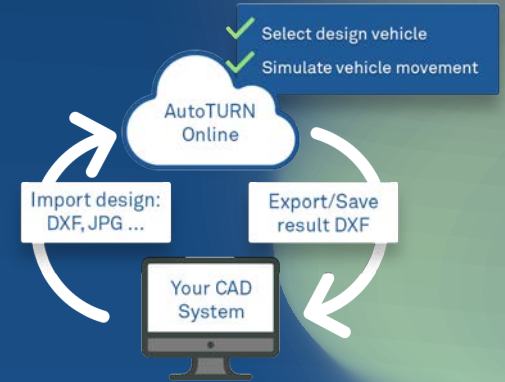 Select design vehicle
Simulate vehicle movement
AutoTURN
Online
Import design:
DXF, JPG ...
Export/Save
result DXF
Your CAD
System